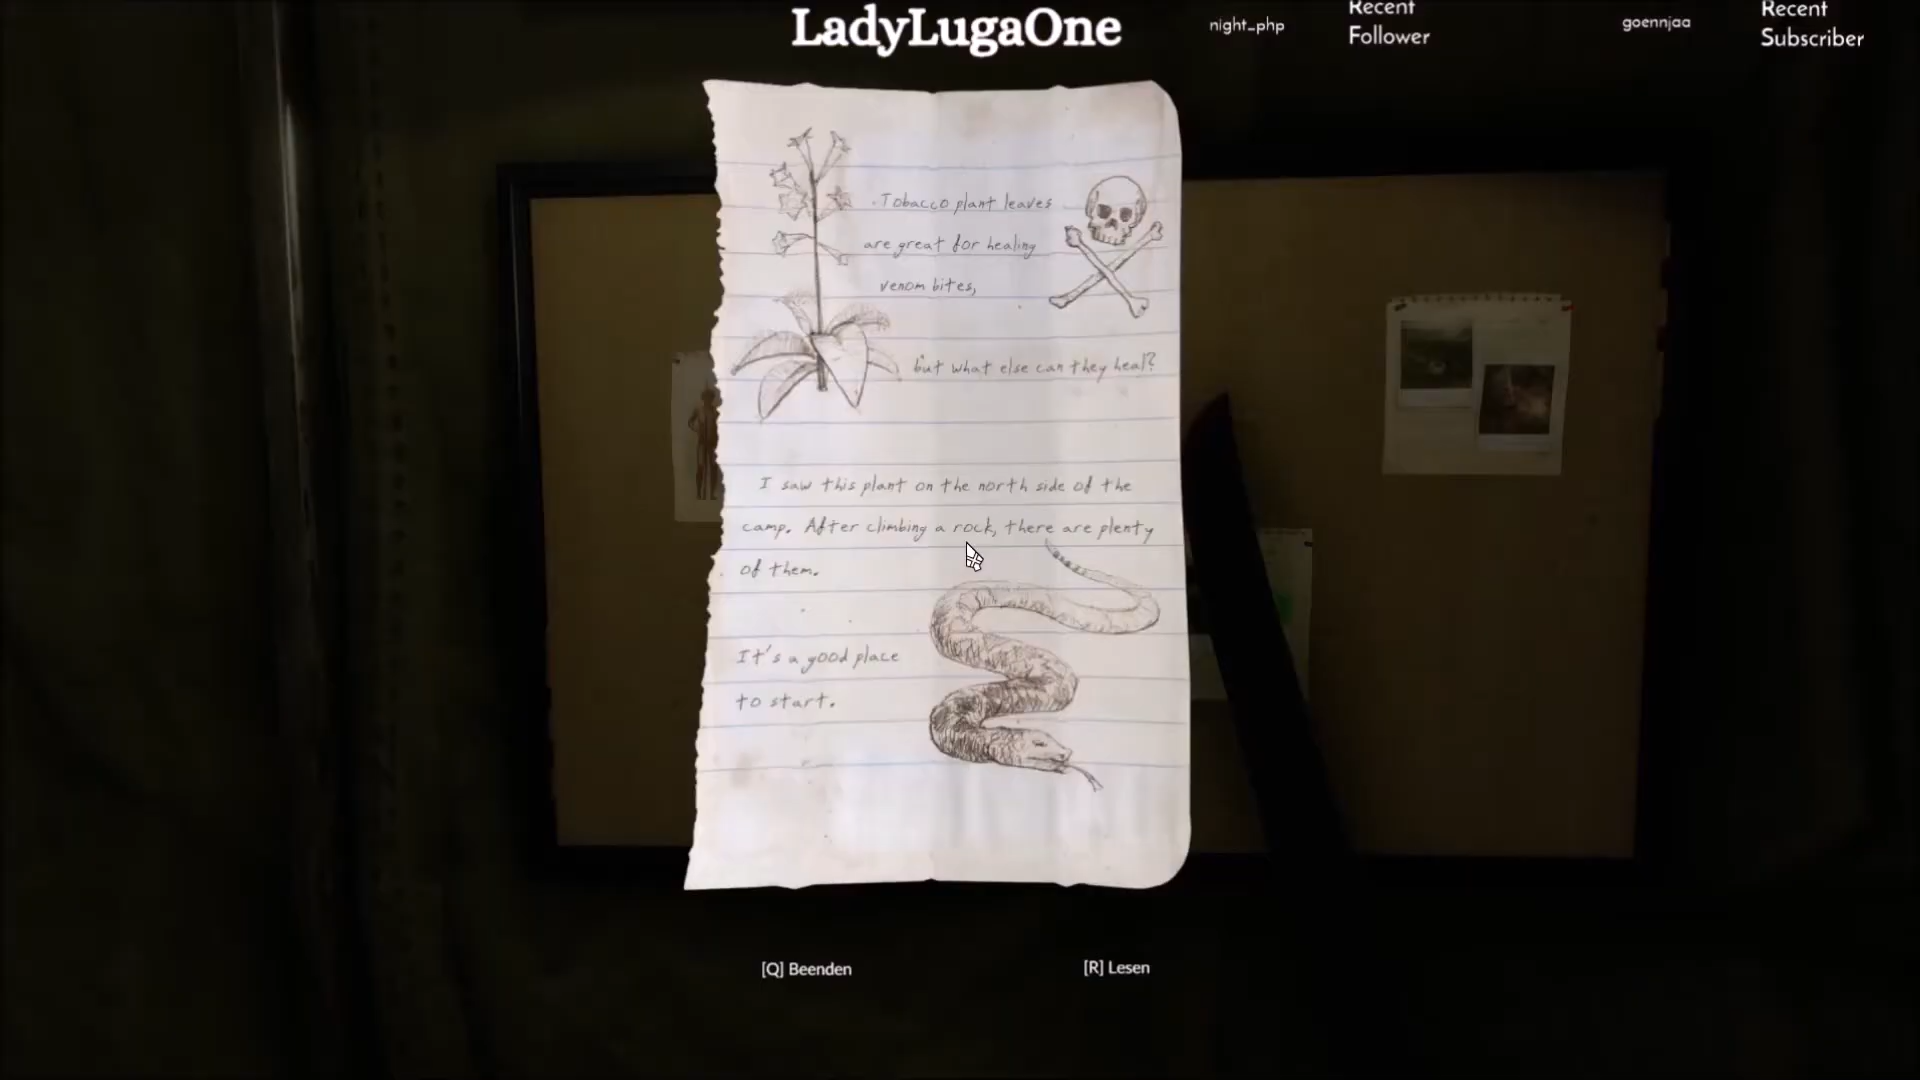 LadyLugaOne
night_php
Recent
Follower
goennjaa
Recent
Subscriber
Tobacco plant leaves
are great for healing
venom bites,
but what else can they heal?
I saw this plant on the north side of the
camp. After climbing a rock, there are plenty
of them.
It's a good place
to start.
[Q] Beenden
[R] Lesen